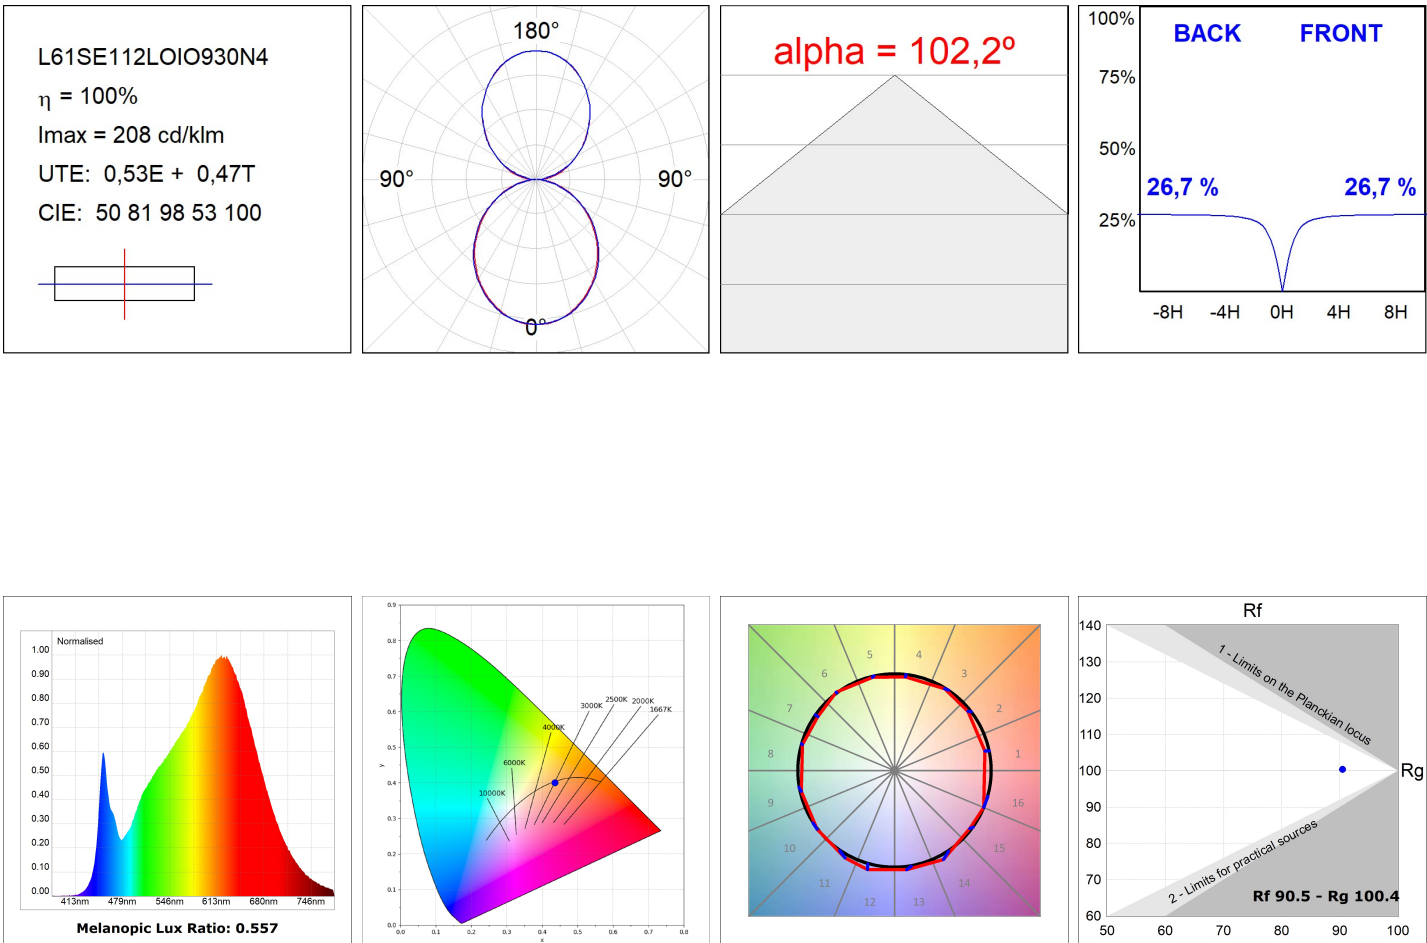 L61SE112LOIO930N4
η = 100%
Imax = 208 cd/klm
UTE: 0,53E + 0,47T
CIE: 50 81 98 53 100
180°
90°
90°
0°
alpha = 102,2º
100%
75%
50%
25%
BACK
FRONT
26,7 %
26,7 %
-8H
-4H
0H
4H
8H
Normalised
1.00
0.90
0.80
0.70
0.60
0.50
0.40
0.30
0.20
0.10
0.00
413nm
479nm
546nm
613nm
680nm
746nm
Melanopic Lux Ratio: 0.557
0.9
0.8
0.7
0.6
0.5
0.4
0.3
0.2
0.1
0.0
y
10000K
6000K
4000K
3000K
2500K
2000K
1667K
0.0
0.1
0.2
0.3
0.4
0.5
0.6
0.7
0.8
x
5
4
6
3
7
2
8
1
9
16
10
15
11
14
12
13
Rf
140
130
120
110
100
90
80
70
60
1 - Limits on the Planckian locus
Rg
2 - Limits for practical sources
Rf 90.5 - Rg 100.4
50
60
70
80
90
100